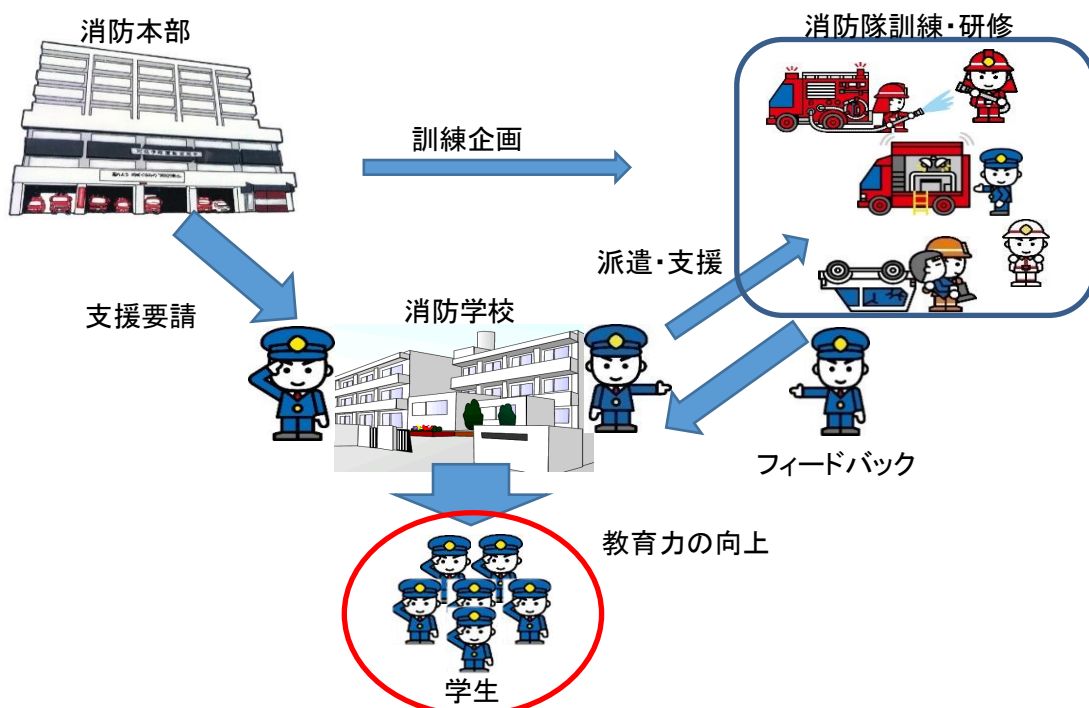 消防本部
消防隊訓練・研修
訓練企画
派遣・支援
支援要請
消防学校
フィードバック
教育力の向上
学生